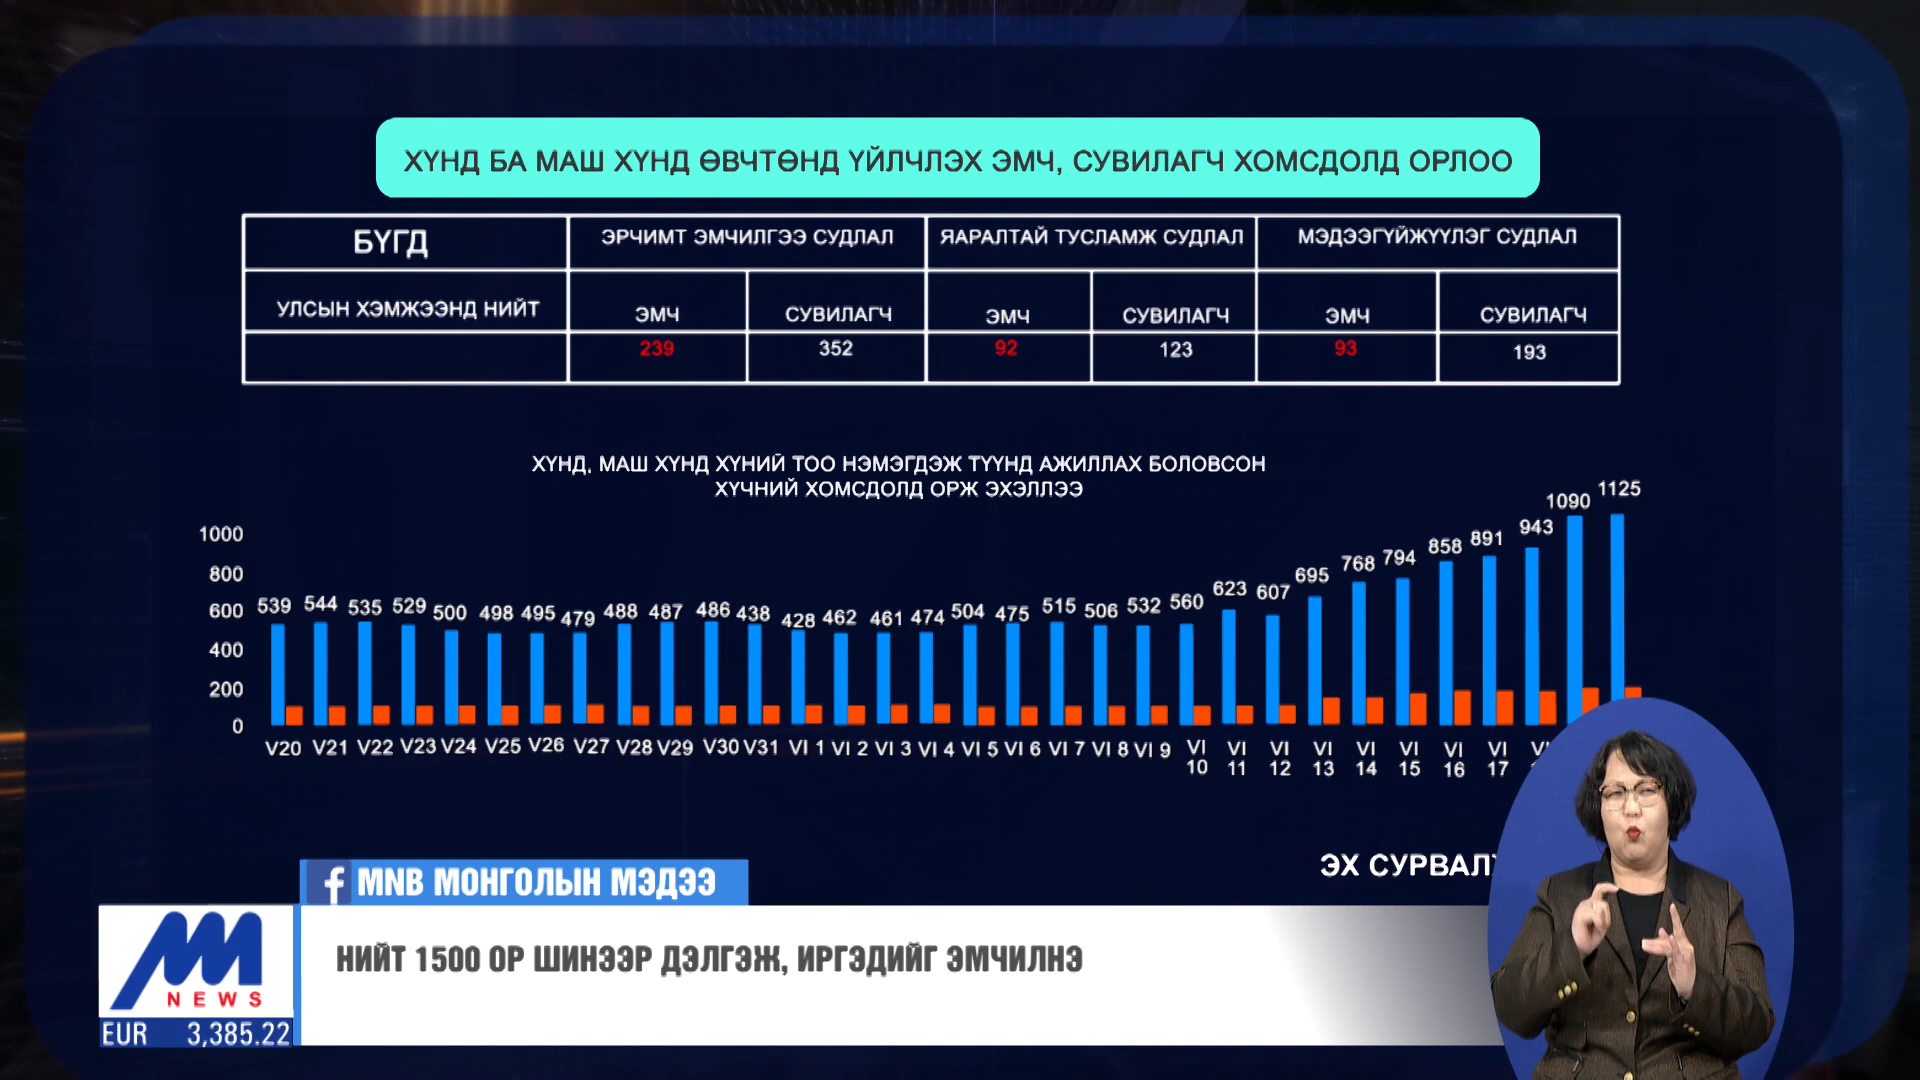 ХҮНД БА МАШ ХҮНД ӨВЧТӨНД ҮЙЛЧЛЭХ ЭМЧ, СУВИЛАГЧ ХОМСДОЛД ОРЛОО
БҮГД ЭРЧИМТ ЭМЧИЛГЭЭ СУДЛАЛ ЯАРАЛТАЙ ТУСЛАМЖ СУДЛАЛ МЭДЭЭГҮЙЖҮҮЛЭГ СУДЛАЛ
УЛСЫН ХЭМЖЭЭНД НИЙТ ЭМЧ СУВИЛАГЧ ЭМЧ СУВИЛАГЧ ЭМЧ СУВИЛАГЧ
239 352 92 123 93 193
ХҮНД, МАШ ХҮНД ХҮНИЙ ТОО НЭМЭГДЭЖ ТҮҮНД АЖИЛЛАХ БОЛОВСОН
ХҮЧНИЙ ХОМСДОЛД ОРЖ ЭХЭЛЛЭЭ
1000
800
600
400
200
0
539 544 535 529 500 498 495 479 488 487 486 438 428 462 461 474 504 475 515 506 532 560 623 607 695 768 794 858 891 943 1090 1125
V20 V21 V22 V23 V24 V25 V26 V27 V28 V29 V30 V31 VI 1 VI 2 VI 3 VI 4 VI 5 VI 6 VI 7 VI 8 VI 9 VI 10 VI 11 VI 12 VI 13 VI 14 VI 15 VI 16 VI 17
ЭХ
f MNB МОНГОЛЫН МЭДЭЭ
НИЙТ 1500 ОР ШИНЭЭР ДЭЛГЭЖ, ИРГЭДИЙГ ЭМЧИЛНЭ
NEWS
EUR 3,385.22